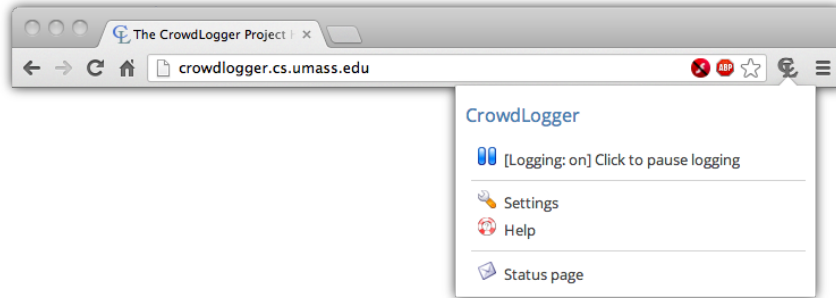 The CrowdLogger Project
crowdlogger.cs.umass.edu
ABP
CrowdLogger
[Logging: on] Click to pause logging
Settings
Help
Status page